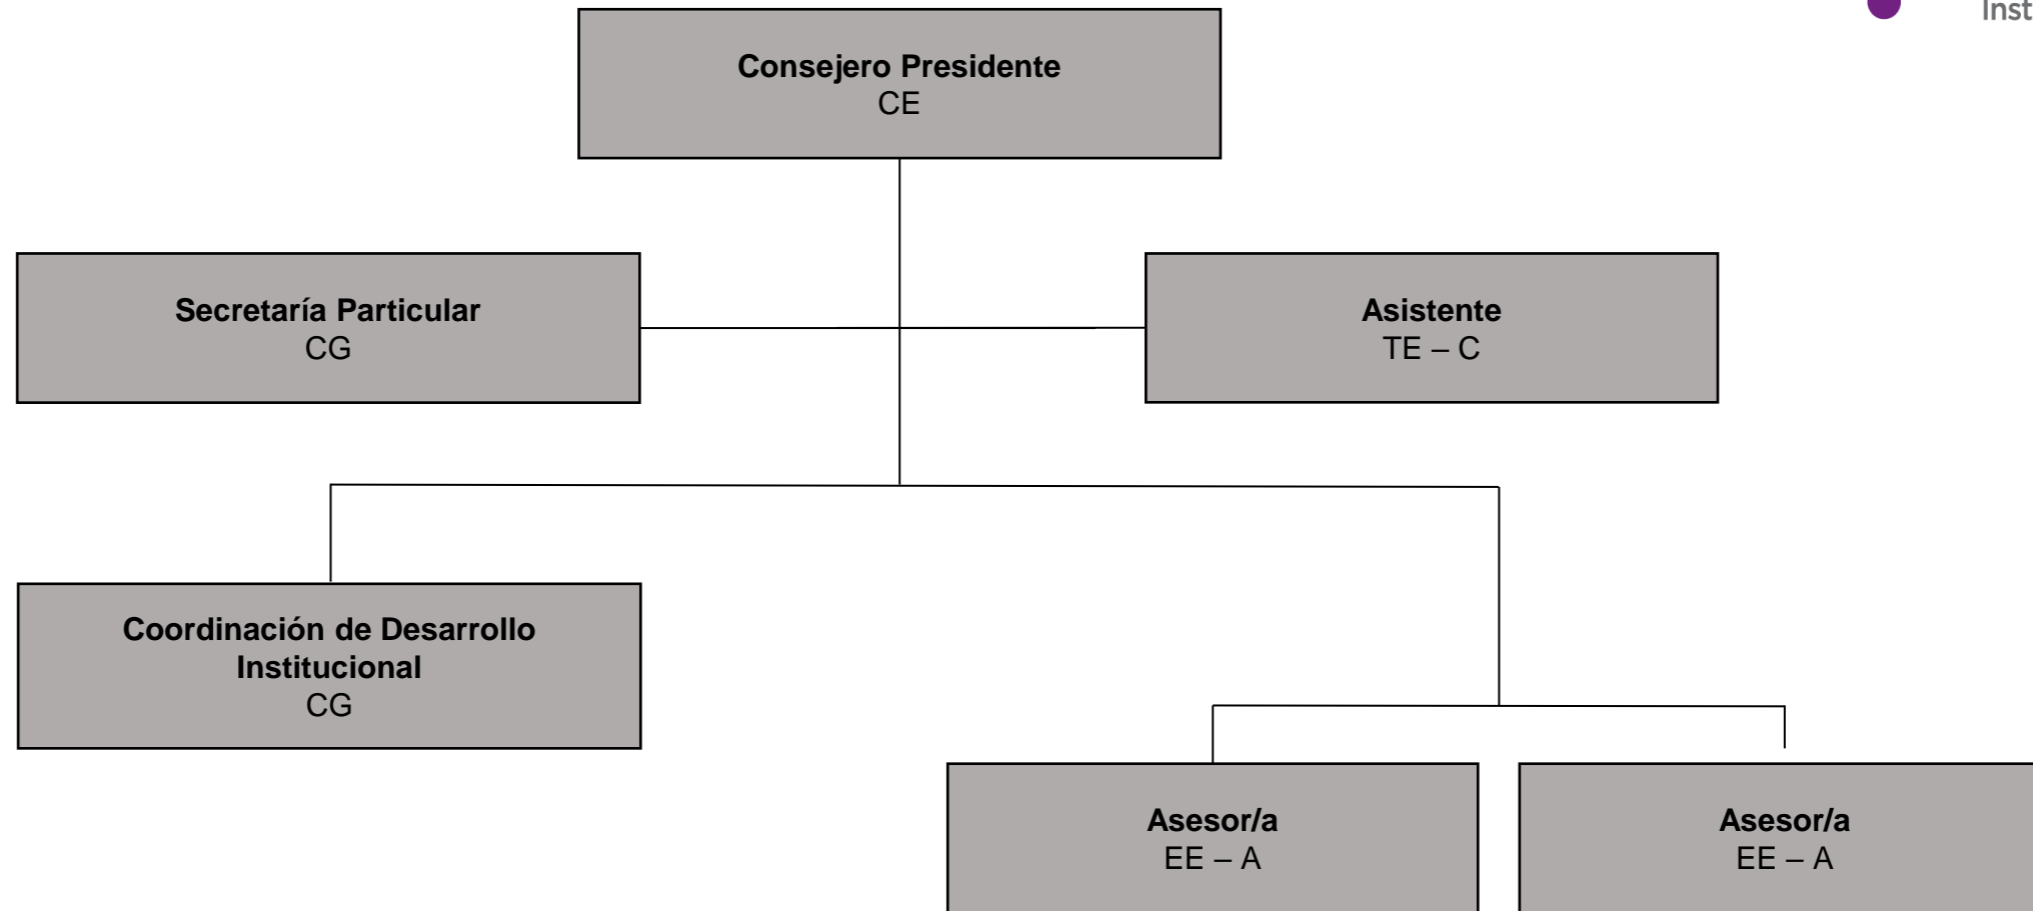 Inst
Consejero Presidente
CE
Secretaría Particular
CG
Asistente
TE – C
Coordinación de Desarrollo
Institucional
CG
Asesor/a
EE – A
Asesor/a
EE – A